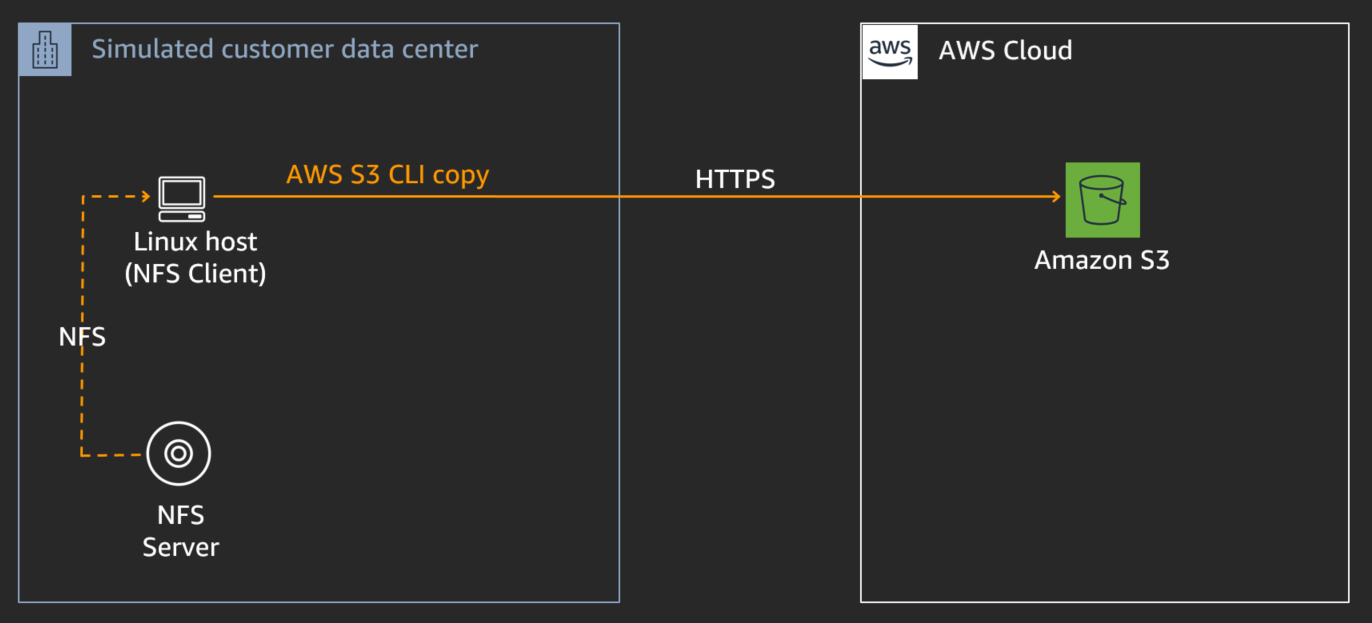 Simulated customer data center
aws
AWS Cloud
AWS S3 CLI copy
HTTPS
Linux host
(NFS Client)
Amazon S3
NFS
NFS
Server